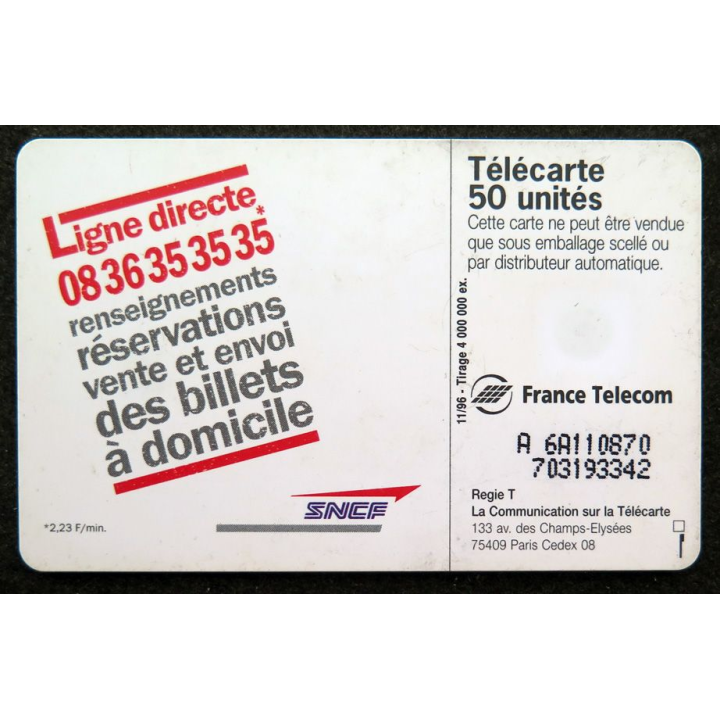 Ligne directe
08 36 35 35 35*
renseignements
réservations
vente et envoi
des billets
à domicile
*2,23 F/min.
SNCF
11/96 - Tirage 4 000 000 ex.
Télécarte
50 unités
Cette carte ne peut être vendue
que sous emballage scellé ou
par distributeur automatique.
France Telecom
A 6A110870
703193342
Regie T
La Communication sur la Télécarte
133 av. des Champs-Elysées
75409 Paris Cedex 08